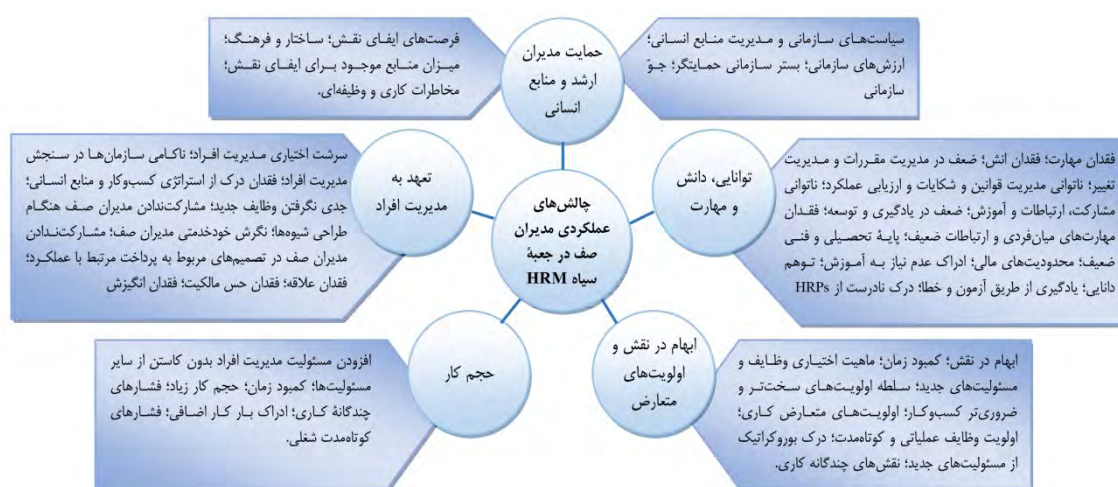 حمایت مدیران
ارشد و منابع
انسانی
سیاست‌های سازمانی و مدیریت منابع انسانی؛
ارزش‌های سازمانی؛ بستر سازمانی حمایتگر؛ جوّ
سازمانی
فرصت‌های ایفای نقش؛ ساختار و فرهنگ؛
میزان منابع موجود برای ایفای نقش؛
مخاطرات کاری و وظیفه‌ای.
توانایی، دانش
و مهارت
فقدان مهارت؛ فقدان انش؛ ضعف در مدیریت مقررات و مدیریت
تغییر؛ ناتوانی مدیریت قوانین و شکایات و ارزیابی عملکرد؛ ناتوانی
مشارکت، ارتباطات و آموزش؛ ضعف در یادگیری و توسعه؛ فقدان
مهارت‌های میان‌فردی و ارتباطات ضعیف؛ پایهٔ تحصیلی و فنی
ضعیف؛ محدودیت‌های مالی؛ ادراک عدم نیاز به آموزش؛ توهم
دانایی؛ یادگیری از طریق آزمون و خطا؛ درک نادرست از HRPs
تعهد به
مدیریت افراد
سرشت اختیاری مدیریت افراد؛ ناکامی سازمان‌ها در سنجش
مدیریت افراد؛ فقدان درک از استراتژی کسب‌وکار و منابع انسانی؛
جدی نگرفتن وظایف جدید؛ مشارکت‌ندادن مدیران صف هنگام
طراحی شیوه‌ها؛ نگرش خودخدمتی مدیران صف؛ مشارکت‌ندادن
مدیران صف در تصمیم‌های مربوط به پرداخت مرتبط با عملکرد؛
فقدان علاقه؛ فقدان حس مالکیت؛ فقدان انگیزش
چالش‌های
عملکردی مدیران
صف در جعبهٔ
سیاه HRM
ابهام در نقش و
اولویت‌های
متعارض
ابهام در نقش؛ کمبود زمان؛ ماهیت اختیاری وظایف و
مسئولیت‌های جدید؛ سلطه اولویت‌های سخت‌تر و
ضروری‌تر کسب‌وکار؛ اولویت‌های متعارض کاری؛
اولویت وظایف عملیاتی و کوتاه‌مدت؛ درک بوروکراتیک
از مسئولیت‌های جدید؛ نقش‌های چندگانه کاری.
حجم کار
افزودن مسئولیت مدیریت افراد بدون کاستن از سایر
مسئولیت‌ها؛ کمبود زمان؛ حجم کار زیاد؛ فشارهای
چندگانهٔ کاری؛ ادراک بار کار اضافی؛ فشارهای
کوتاه‌مدت شغلی.